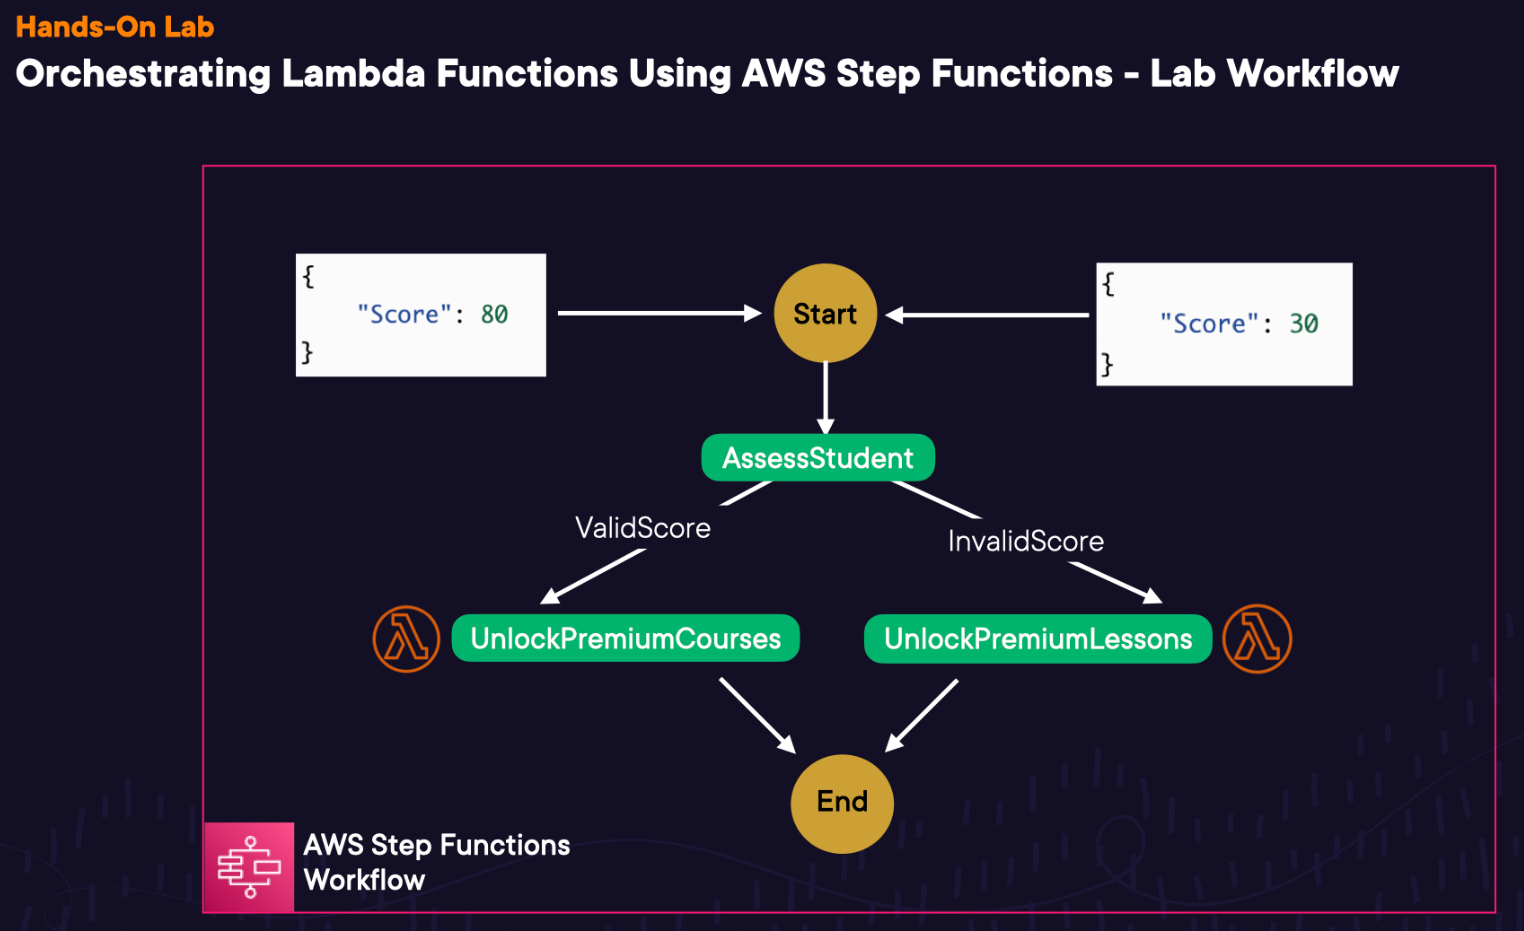 Hands-On Lab
Orchestrating Lambda Functions Using AWS Step Functions - Lab Workflow
{
"Score": 80
}
Start
{
"Score": 30
}
AssessStudent
ValidScore
InvalidScore
UnlockPremiumCourses
UnlockPremiumLessons
End
AWS Step Functions
Workflow